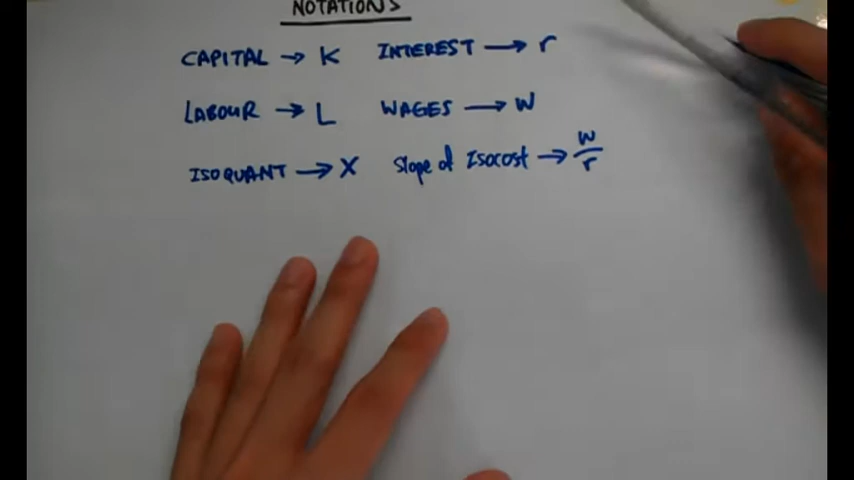 NOTATIONS
CAPITAL → K INTEREST → r
LABOUR → L WAGES → W
ISOQUANT → X Slope of Isocost → w/r